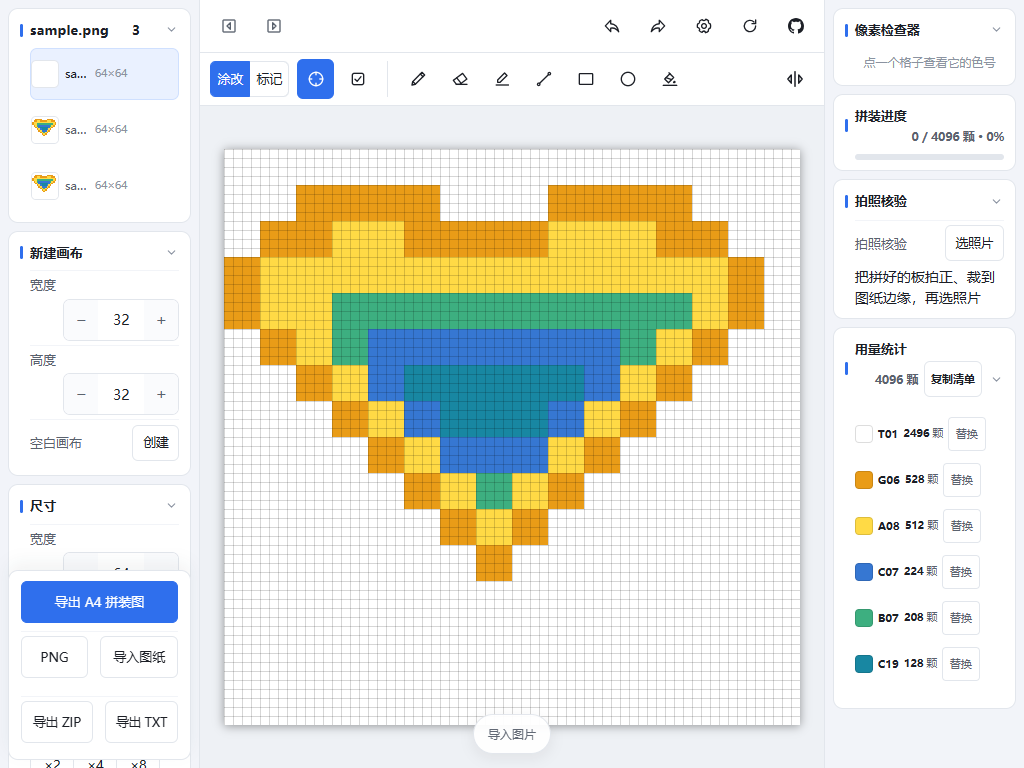 sample.png 3
sa... 64×64
sa... 64×64
sa... 64×64
新建画布
宽度
− 32 +
高度
− 32 +
空白画布 创建
尺寸
宽度
导出 A4 拼装图
PNG 导入图纸
导出 ZIP 导出 TXT
×2 ×4 ×8
涂改 标记
导入图片
像素检查器
点一个格子查看它的色号
拼装进度
0 / 4096 颗 • 0%
拍照核验
拍照核验 选照片
把拼好的板拍正、裁到
图纸边缘，再选照片
用量统计
4096 颗 复制清单
T01 2496 颗 替换
G06 528 颗 替换
A08 512 颗 替换
C07 224 颗 替换
B07 208 颗 替换
C19 128 颗 替换